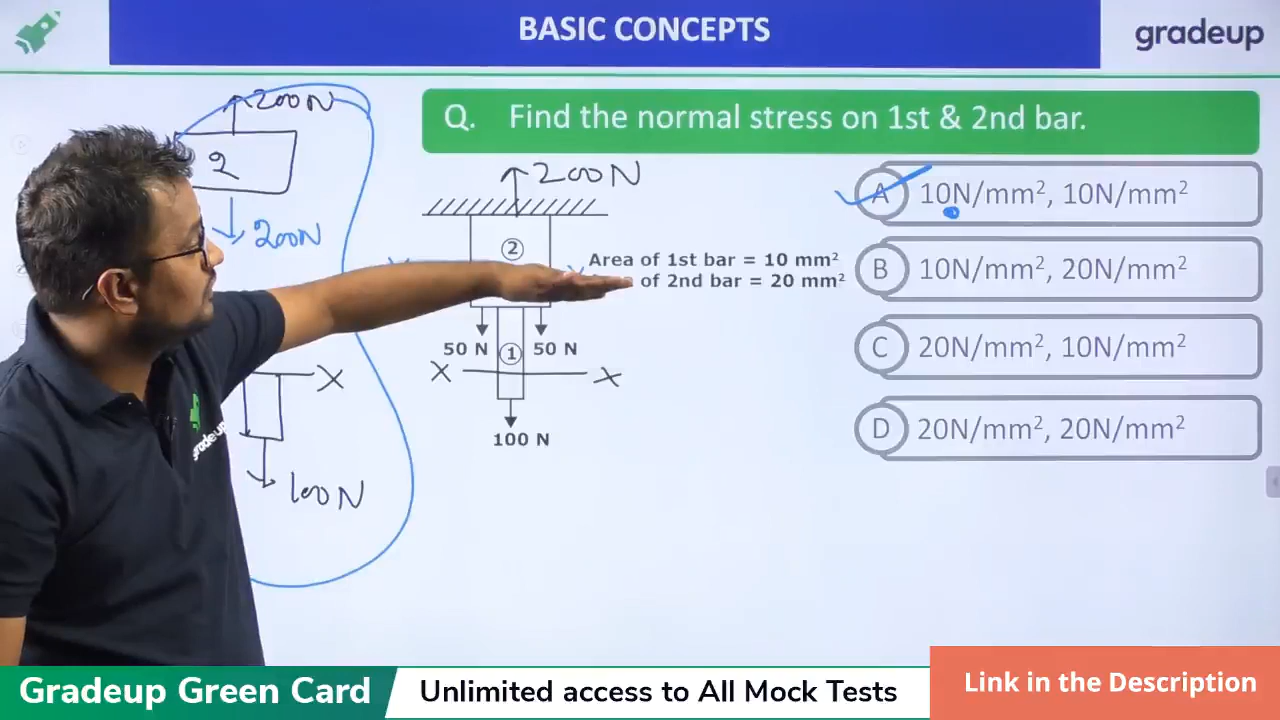 BASIC CONCEPTS
gradeup
Q. Find the normal stress on 1st & 2nd bar.
200N
2
200N
X
100N
200N
②
Area of 1st bar = 10 mm²
of 2nd bar = 20 mm²
50 N ① 50 N
X X
100 N
A 10N/mm², 10N/mm²
B 10N/mm², 20N/mm²
C 20N/mm², 10N/mm²
D 20N/mm², 20N/mm²
gradeup
Gradeup Green Card
Unlimited access to All Mock Tests
Link in the Description